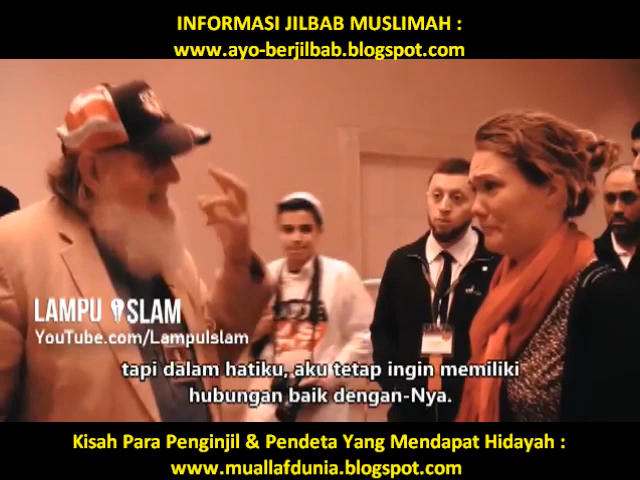 INFORMASI JILBAB MUSLIMAH :
www.ayo-berjilbab.blogspot.com
LAMPU ISLAM
YouTube.com/LampuIslam
tapi dalam hatiku, aku tetap ingin memiliki
hubungan baik dengan-Nya.
Kisah Para Penginjil & Pendeta Yang Mendapat Hidayah :
www.muallafdunia.blogspot.com